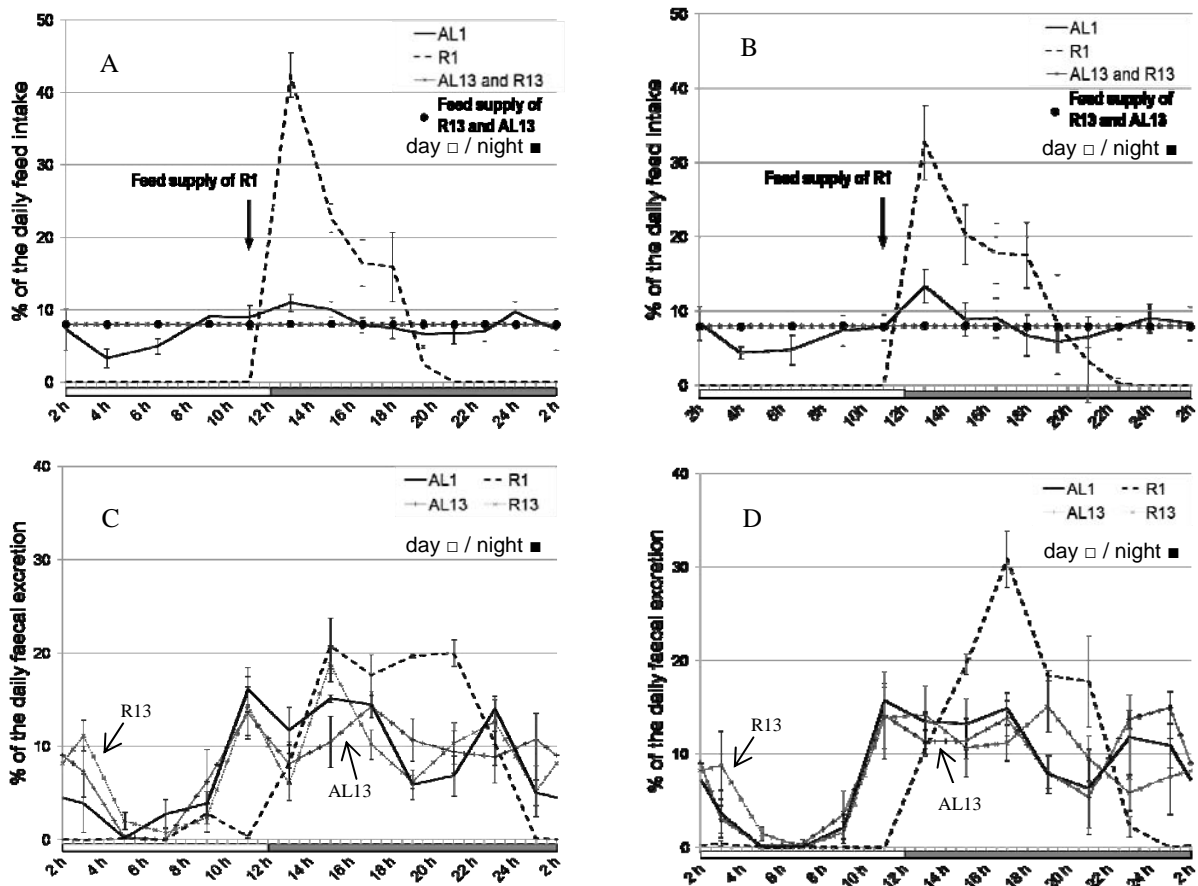 A
% of the daily feed intake
50
40
30
20
10
0
AL1
R1
AL13 and R13
Feed supply of
R13 and AL13
day □ / night ■
Feed supply of R1
2 h
4 h
6 h
8 h
10 h
12 h
14 h
16 h
18 h
20 h
22 h
24 h
2 h
B
% of the daily feed intake
50
40
30
20
10
0
AL1
R1
AL13 and R13
Feed supply of
R13 and AL13
day □ / night ■
Feed supply of R1
2 h
4 h
6 h
8 h
10 h
12 h
14 h
16 h
18 h
20 h
22 h
24 h
2 h
C
% of the daily faecal excretion
40
30
20
10
0
AL1 R1
AL13 R13
day □ / night ■
R13
AL13
2 h
4 h
6 h
8 h
10 h
12 h
14 h
16 h
18 h
20 h
22 h
24 h
2 h
D
% of the daily faecal excretion
40
30
20
10
0
AL1 R1
AL13 R13
day □ / night ■
R13
AL13
2 h
4 h
6 h
8 h
10 h
12 h
14 h
16 h
18 h
20 h
22 h
24 h
2 h